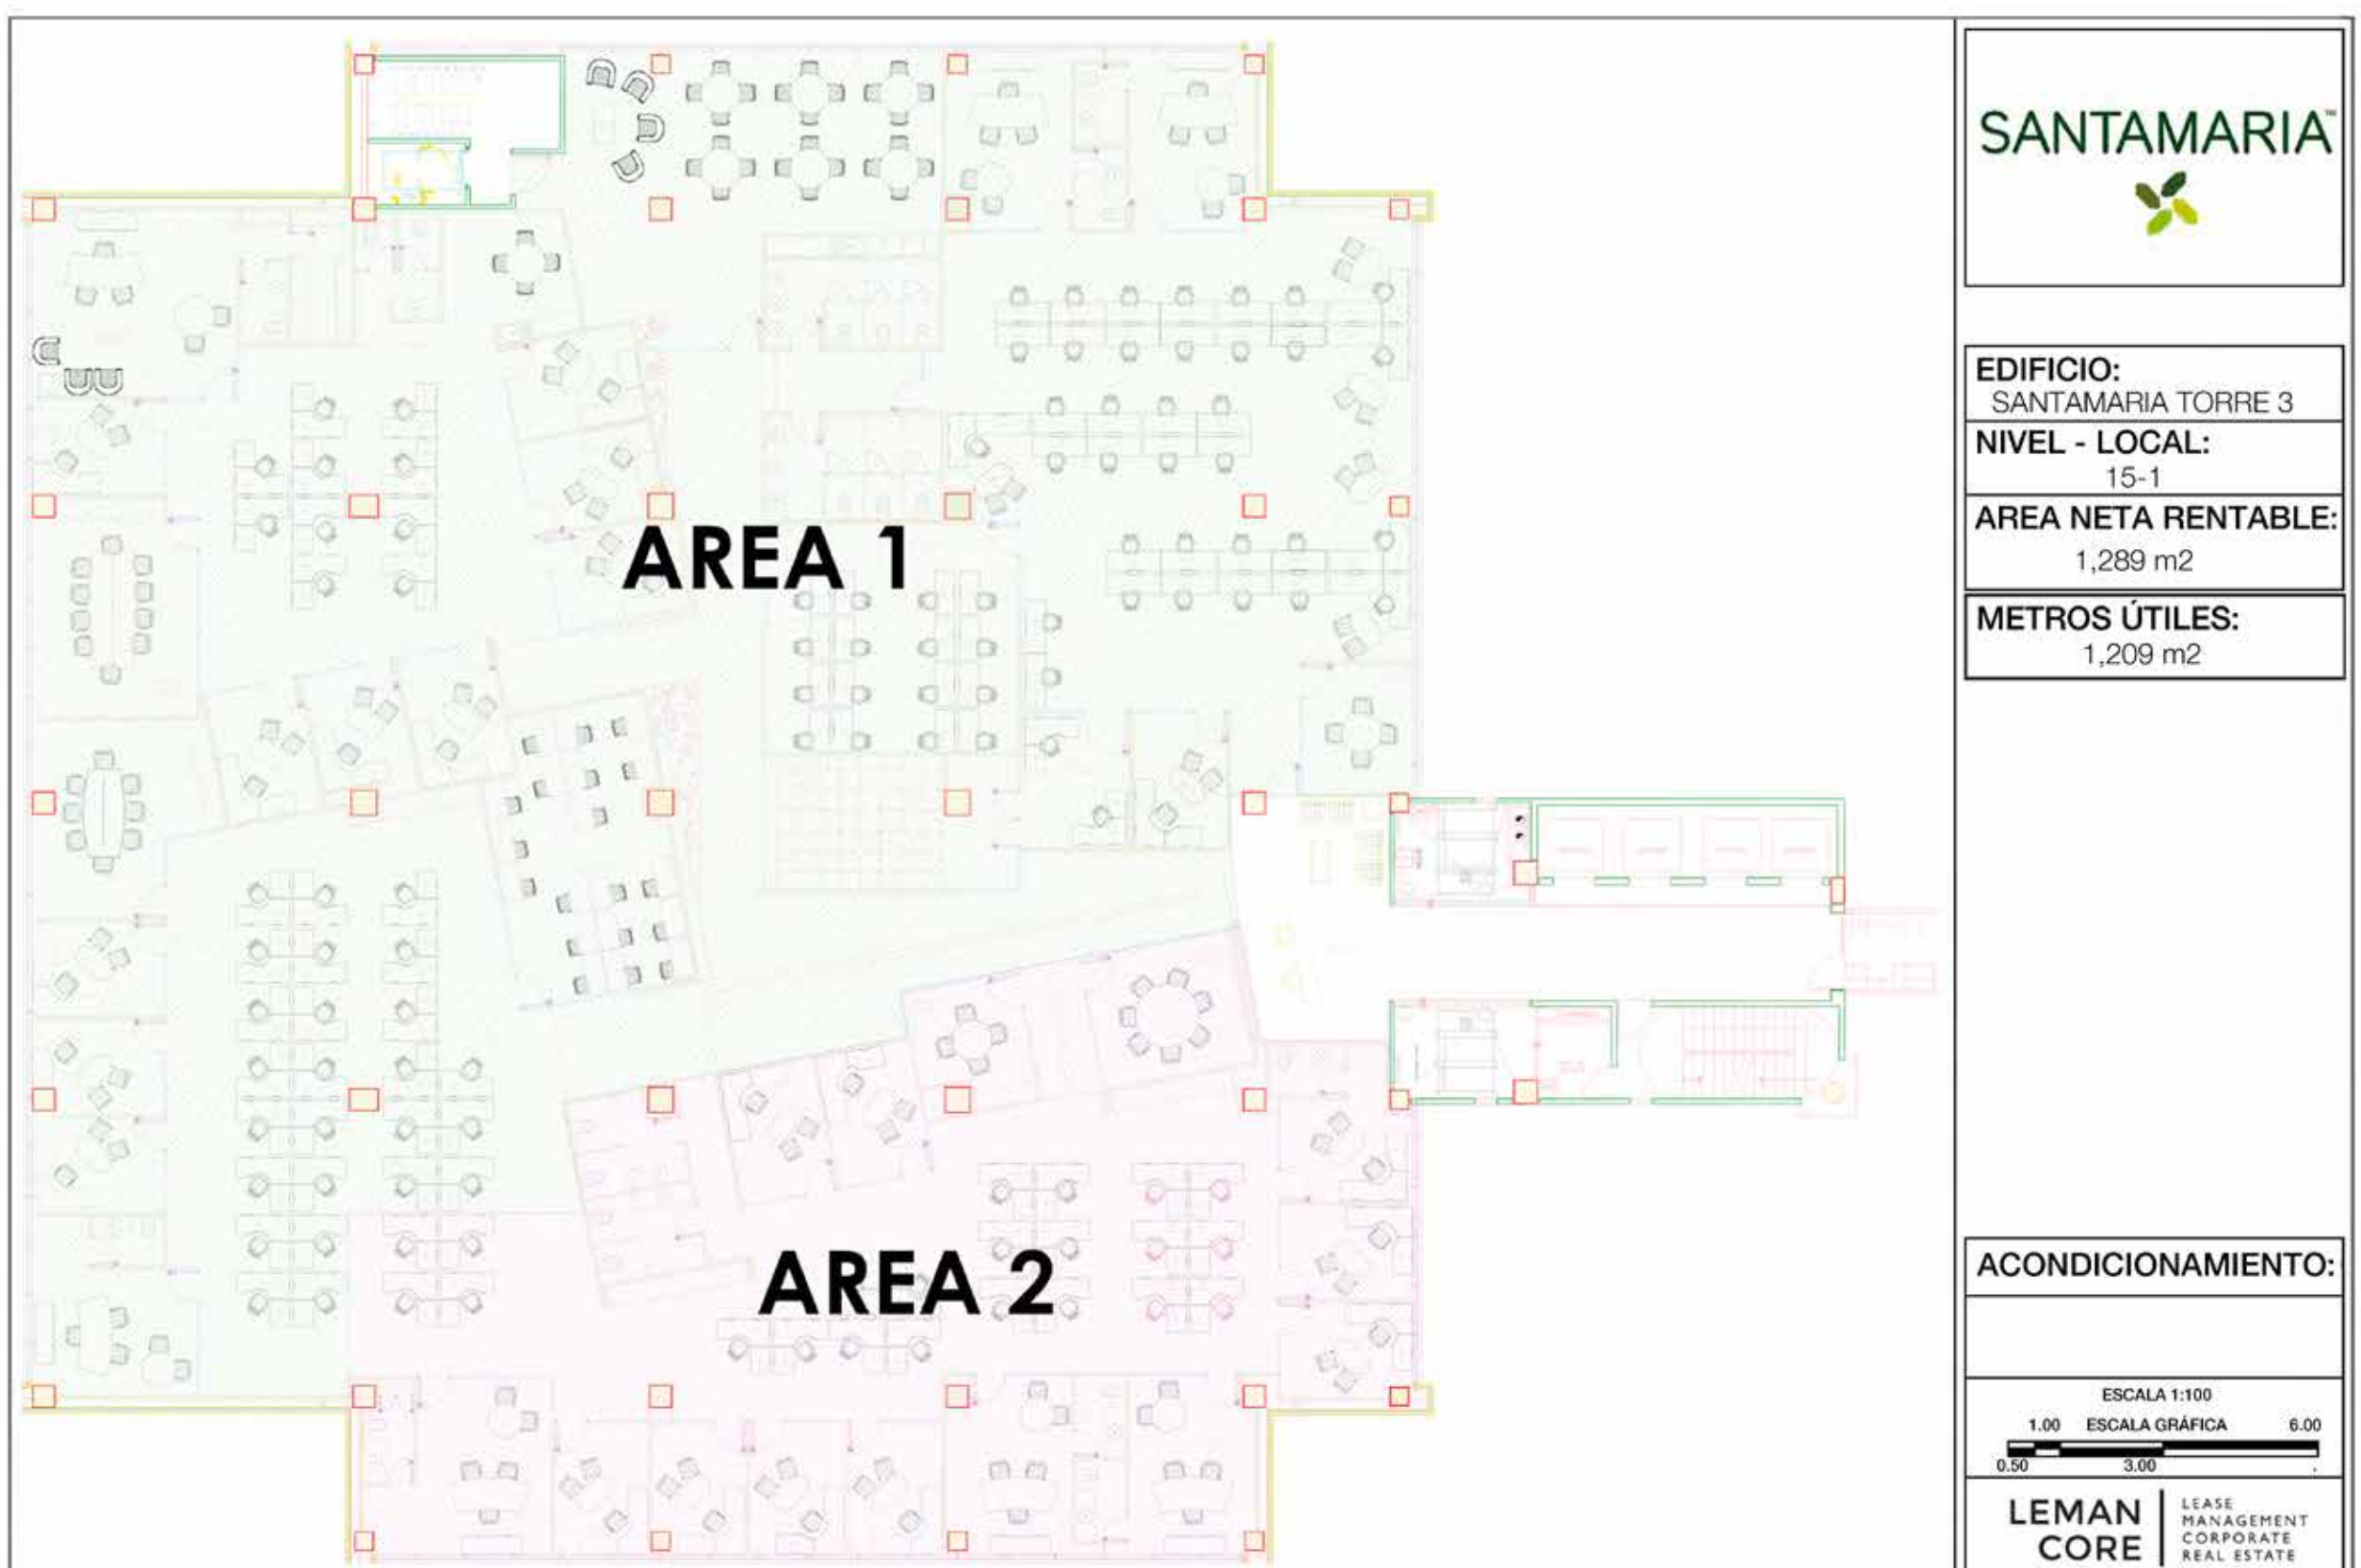 AREA 1
AREA 2
SANTAMARIA™
EDIFICIO:
SANTAMARIA TORRE 3
NIVEL - LOCAL:
15-1
AREA NETA RENTABLE:
1,289 m2
METROS ÚTILES:
1,209 m2
ACONDICIONAMIENTO:
ESCALA 1:100
1.00 ESCALA GRÁFICA 6.00
0.50 3.00
LEMAN
CORE
LEASE
MANAGEMENT
CORPORATE
REAL ESTATE